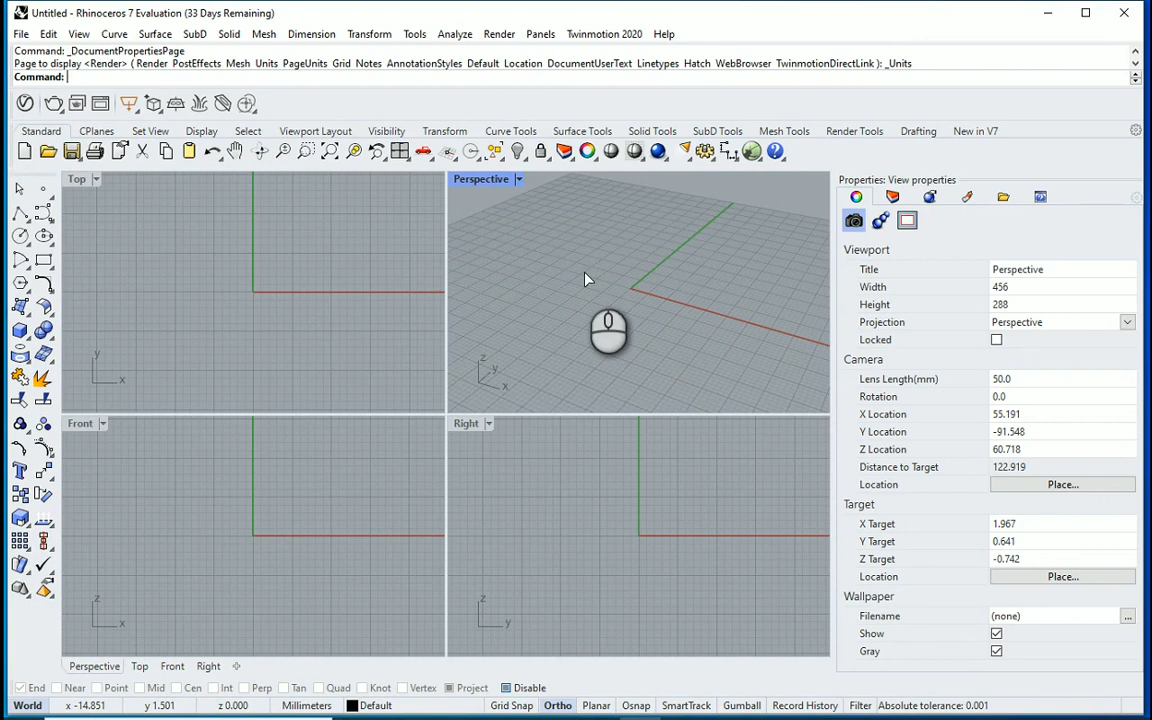 Untitled - Rhinoceros 7 Evaluation (33 Days Remaining)
File Edit View Curve Surface SubD Solid Mesh Dimension Transform Tools Analyze Render Panels Twinmotion 2020 Help
Command: _DocumentPropertiesPage
Page to display <Render> ( Render PostEffects Mesh Units PageUnits Grid Notes AnnotationStyles Default Location DocumentUserText Linetypes Hatch WebBrowser TwinmotionDirectLink ): _Units
Command:
Standard CPlanes Set View Display Select Viewport Layout Visibility Transform Curve Tools Surface Tools Solid Tools SubD Tools Mesh Tools Render Tools Drafting New in V7
Top
y
x
Perspective
z
y
x
Front
z
x
Right
z
y
Properties: View properties
Viewport
Title Perspective
Width 456
Height 288
Projection Perspective
Locked
Camera
Lens Length(mm) 50.0
Rotation 0.0
X Location 55.191
Y Location -91.548
Z Location 60.718
Distance to Target 122.919
Location Place...
Target
X Target 1.967
Y Target 0.641
Z Target -0.742
Location Place...
Wallpaper
Filename (none) ...
Show
Gray
Perspective Top Front Right
End Near Point Mid Cen Int Perp Tan Quad Knot Vertex Project Disable
World x -14.851 y 1.501 z 0.000 Millimeters Default Grid Snap Ortho Planar Osnap SmartTrack Gumball Record History Filter Absolute tolerance: 0.001